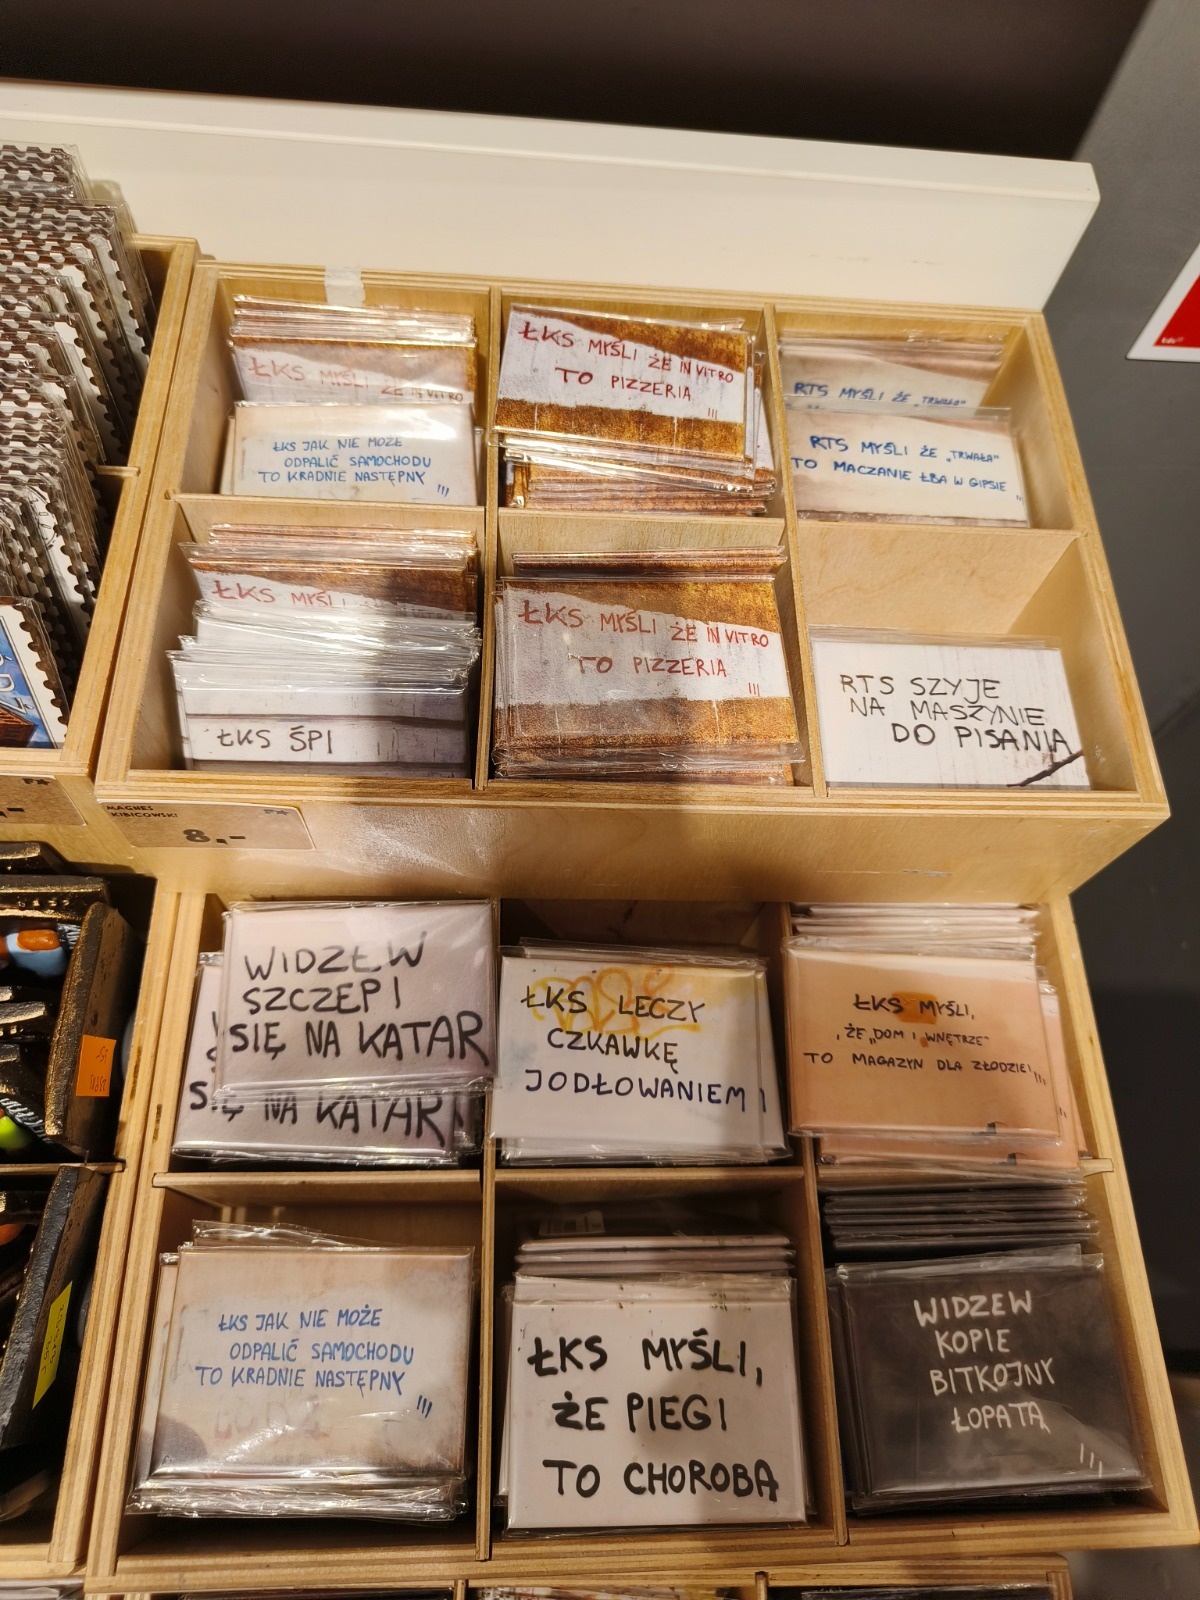 ŁKS MYŚLI ŻE IN VITRO
ŁKS JAK NIE MOŻE
ODPALIĆ SAMOCHODU
TO KRADNIE NASTĘPNY !!!
ŁKS MYŚLI ŻE IN VITRO
TO PIZZERIA
!!!
RTS MYŚLI ŻE „TRWAŁA"
RTS MYŚLI ŻE „TRWAŁA"
TO MACZANIE ŁBA W GIPSIE !!!
ŁKS MYŚLI
ŁKS ŚPI
ŁKS MYŚLI ŻE IN VITRO
TO PIZZERIA
!!!
RTS SZYJE
NA MASZYNIE
DO PISANIA
MAGNES
KIBICOWSKI
8,-
WIDZEW
SZCZEPI
SIĘ NA KATAR
SIĘ NA KATAR!
ŁKS LECZY
CZKAWKĘ
JODŁOWANIEM!
ŁKS MYŚLI,
ŻE „DOM I WNĘTRZE"
TO MAGAZYN DLA ZŁODZIEI !!!
ŁKS JAK NIE MOŻE
ODPALIĆ SAMOCHODU
TO KRADNIE NASTĘPNY
!!!
ŁKS MYŚLI,
ŻE PIEGI
TO CHOROBA
WIDZEW
KOPIE
BITKOJNY
ŁOPATĄ
!!!